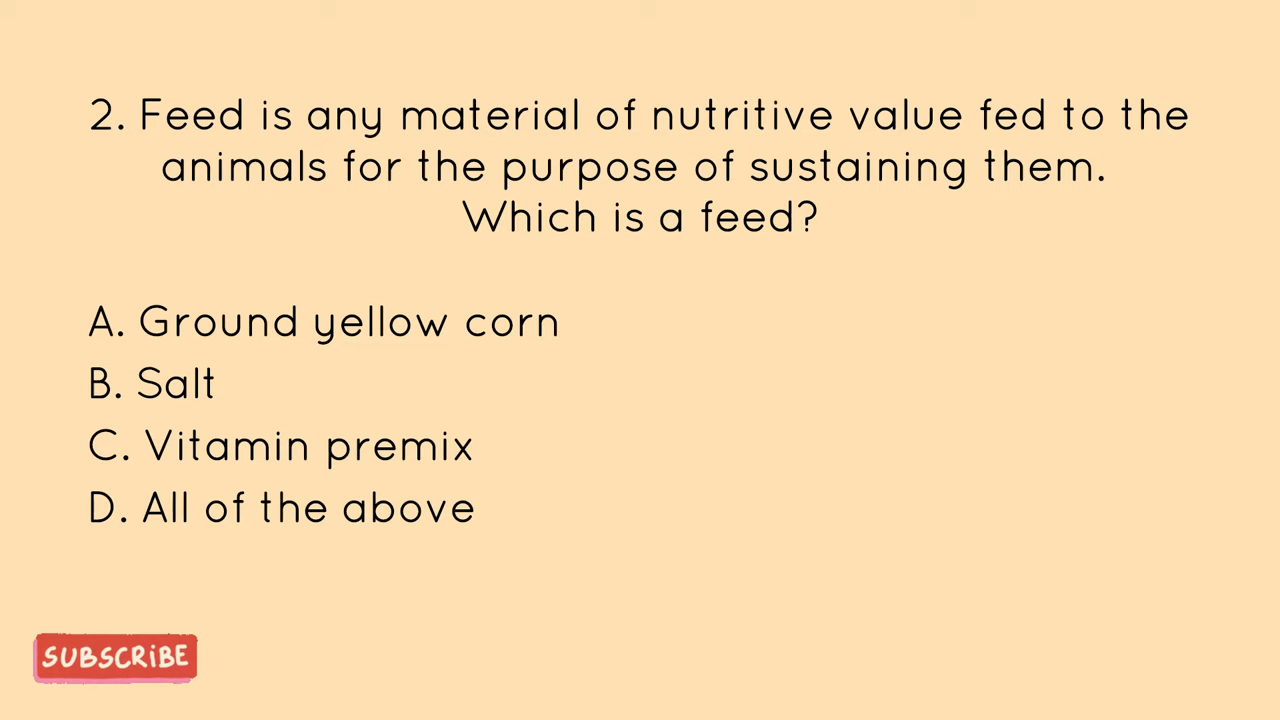 2. Feed is any material of nutritive value fed to the
animals for the purpose of sustaining them.
Which is a feed?
A. Ground yellow corn
B. Salt
C. Vitamin premix
D. All of the above
SUBSCRiBE